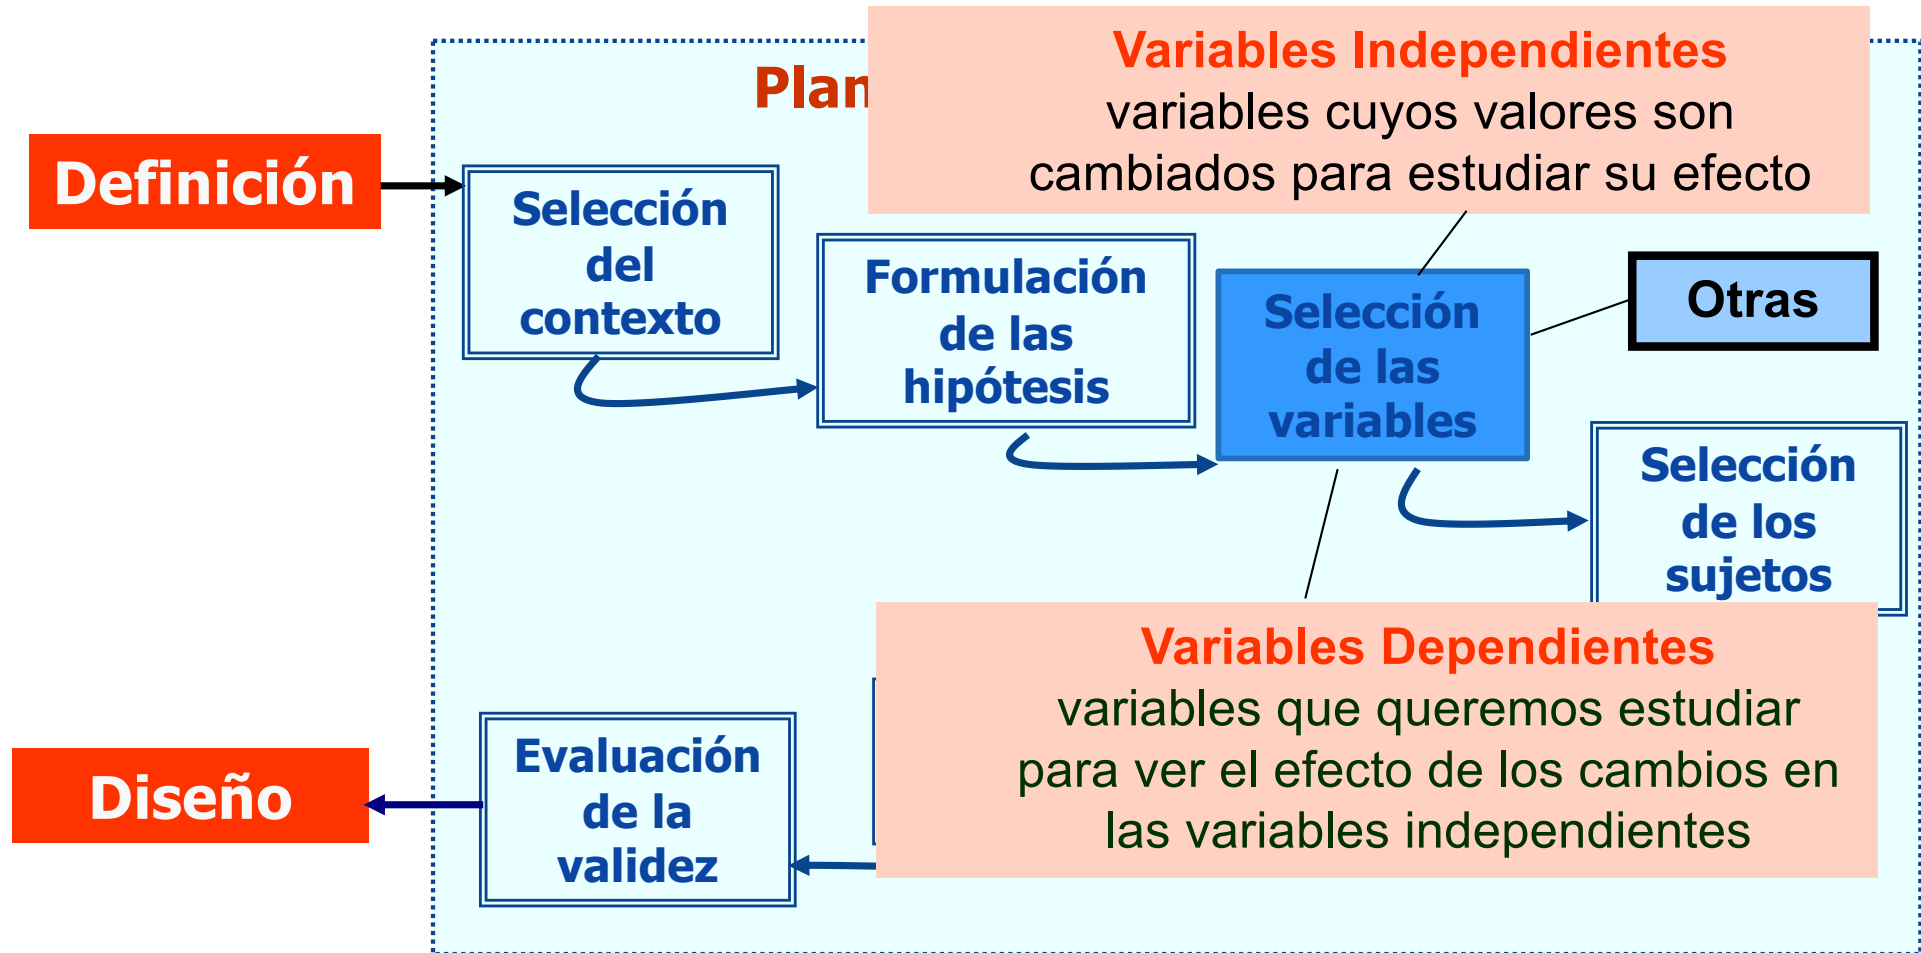 Variables Independientes
variables cuyos valores son
cambiados para estudiar su efecto
Plan
Definición
Selección
del
contexto
Formulación
de las
hipótesis
Selección
de las
variables
Otras
Selección
de los
sujetos
Variables Dependientes
variables que queremos estudiar
para ver el efecto de los cambios en
las variables independientes
Evaluación
de la
validez
Diseño